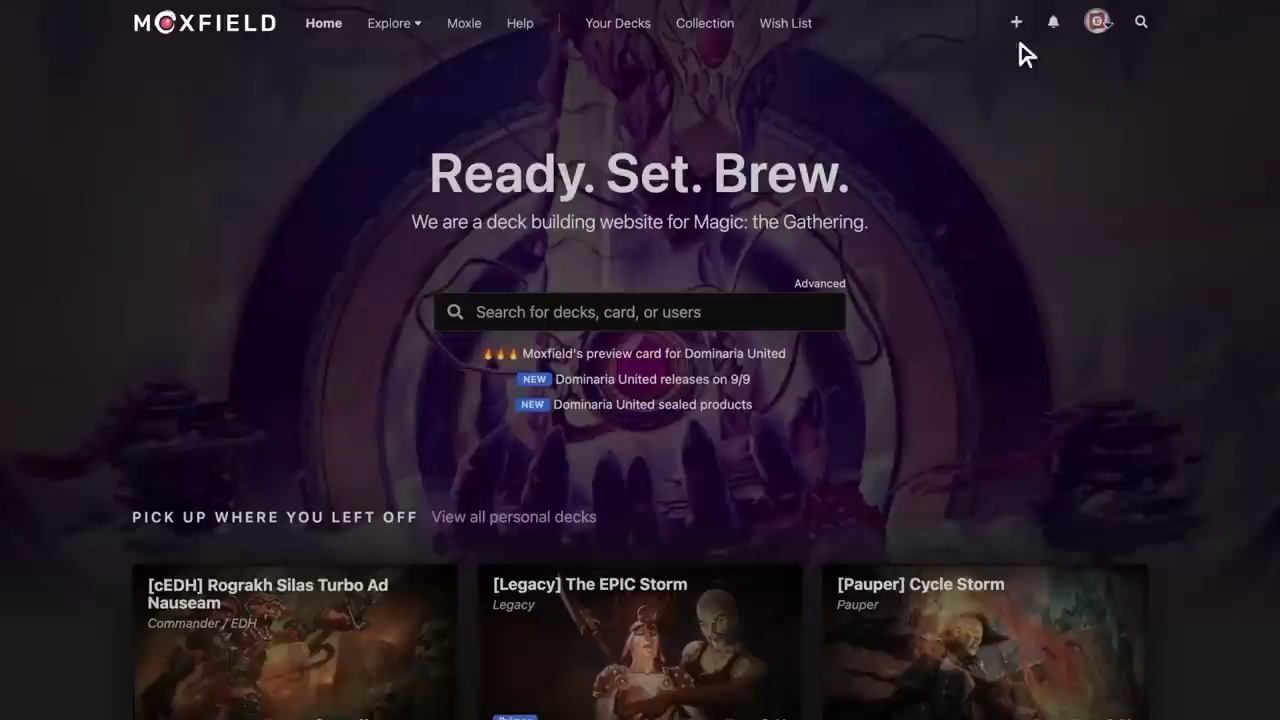 MOXFIELD Home Explore Moxie Help Your Decks Collection Wish List
Ready. Set. Brew.
We are a deck building website for Magic: the Gathering.
Advanced
Search for decks, card, or users
🔥🔥🔥 Moxfield's preview card for Dominaria United
NEW Dominaria United releases on 9/9
NEW Dominaria United sealed products
PICK UP WHERE YOU LEFT OFF View all personal decks
[cEDH] Rograkh Silas Turbo Ad
Nauseam
Commander / EDH
[Legacy] The EPIC Storm
Legacy
[Pauper] Cycle Storm
Pauper